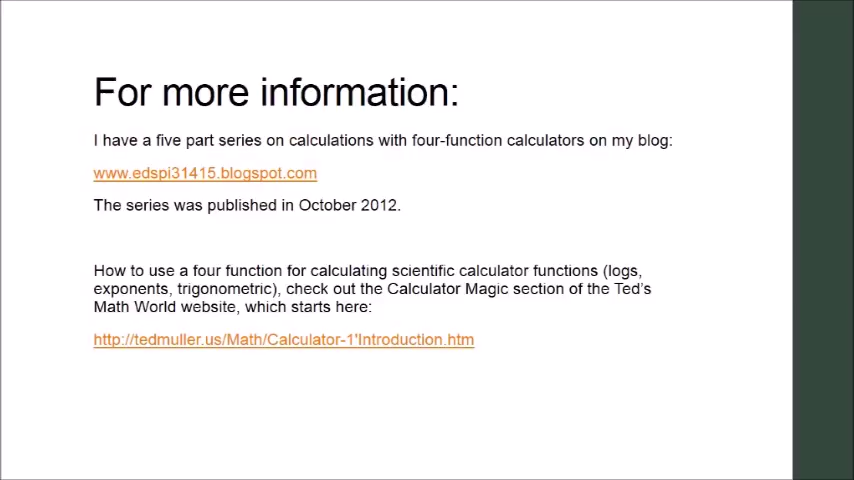 For more information:
I have a five part series on calculations with four-function calculators on my blog:
www.edspi31415.blogspot.com
The series was published in October 2012.
How to use a four function for calculating scientific calculator functions (logs,
exponents, trigonometric), check out the Calculator Magic section of the Ted's
Math World website, which starts here:
http://tedmuller.us/Math/Calculator-1'Introduction.htm